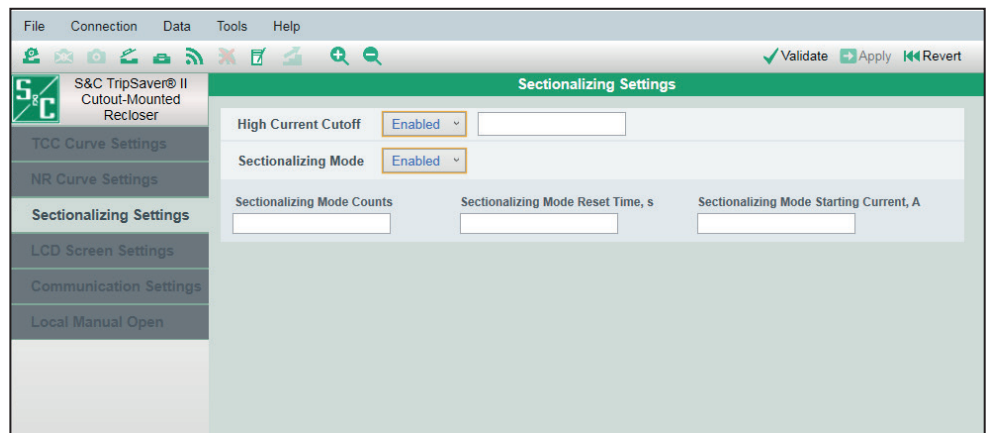 File Connection Data Tools Help
Validate Apply Revert
S&C
S&C TripSaver® II
Cutout-Mounted
Recloser
Sectionalizing Settings
TCC Curve Settings
NR Curve Settings
Sectionalizing Settings
LCD Screen Settings
Communication Settings
Local Manual Open
High Current Cutoff Enabled
Sectionalizing Mode Enabled
Sectionalizing Mode Counts Sectionalizing Mode Reset Time, s Sectionalizing Mode Starting Current, A